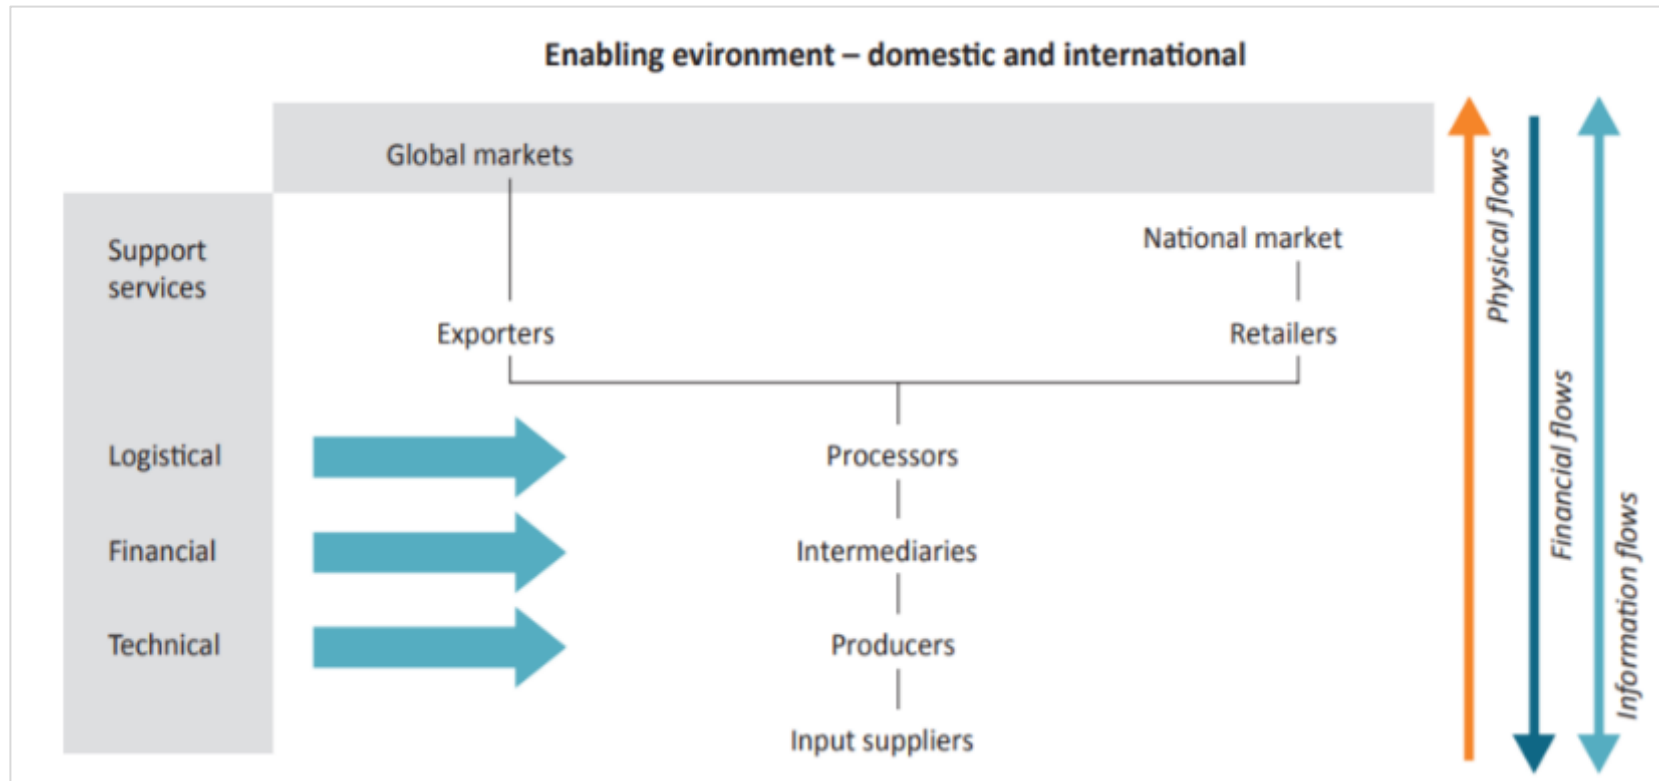 Enabling evironment – domestic and international
Global markets
Support
services
National market
Exporters
Retailers
Logistical
Processors
Financial
Intermediaries
Technical
Producers
Input suppliers
Physical flows
Financial flows
Information flows